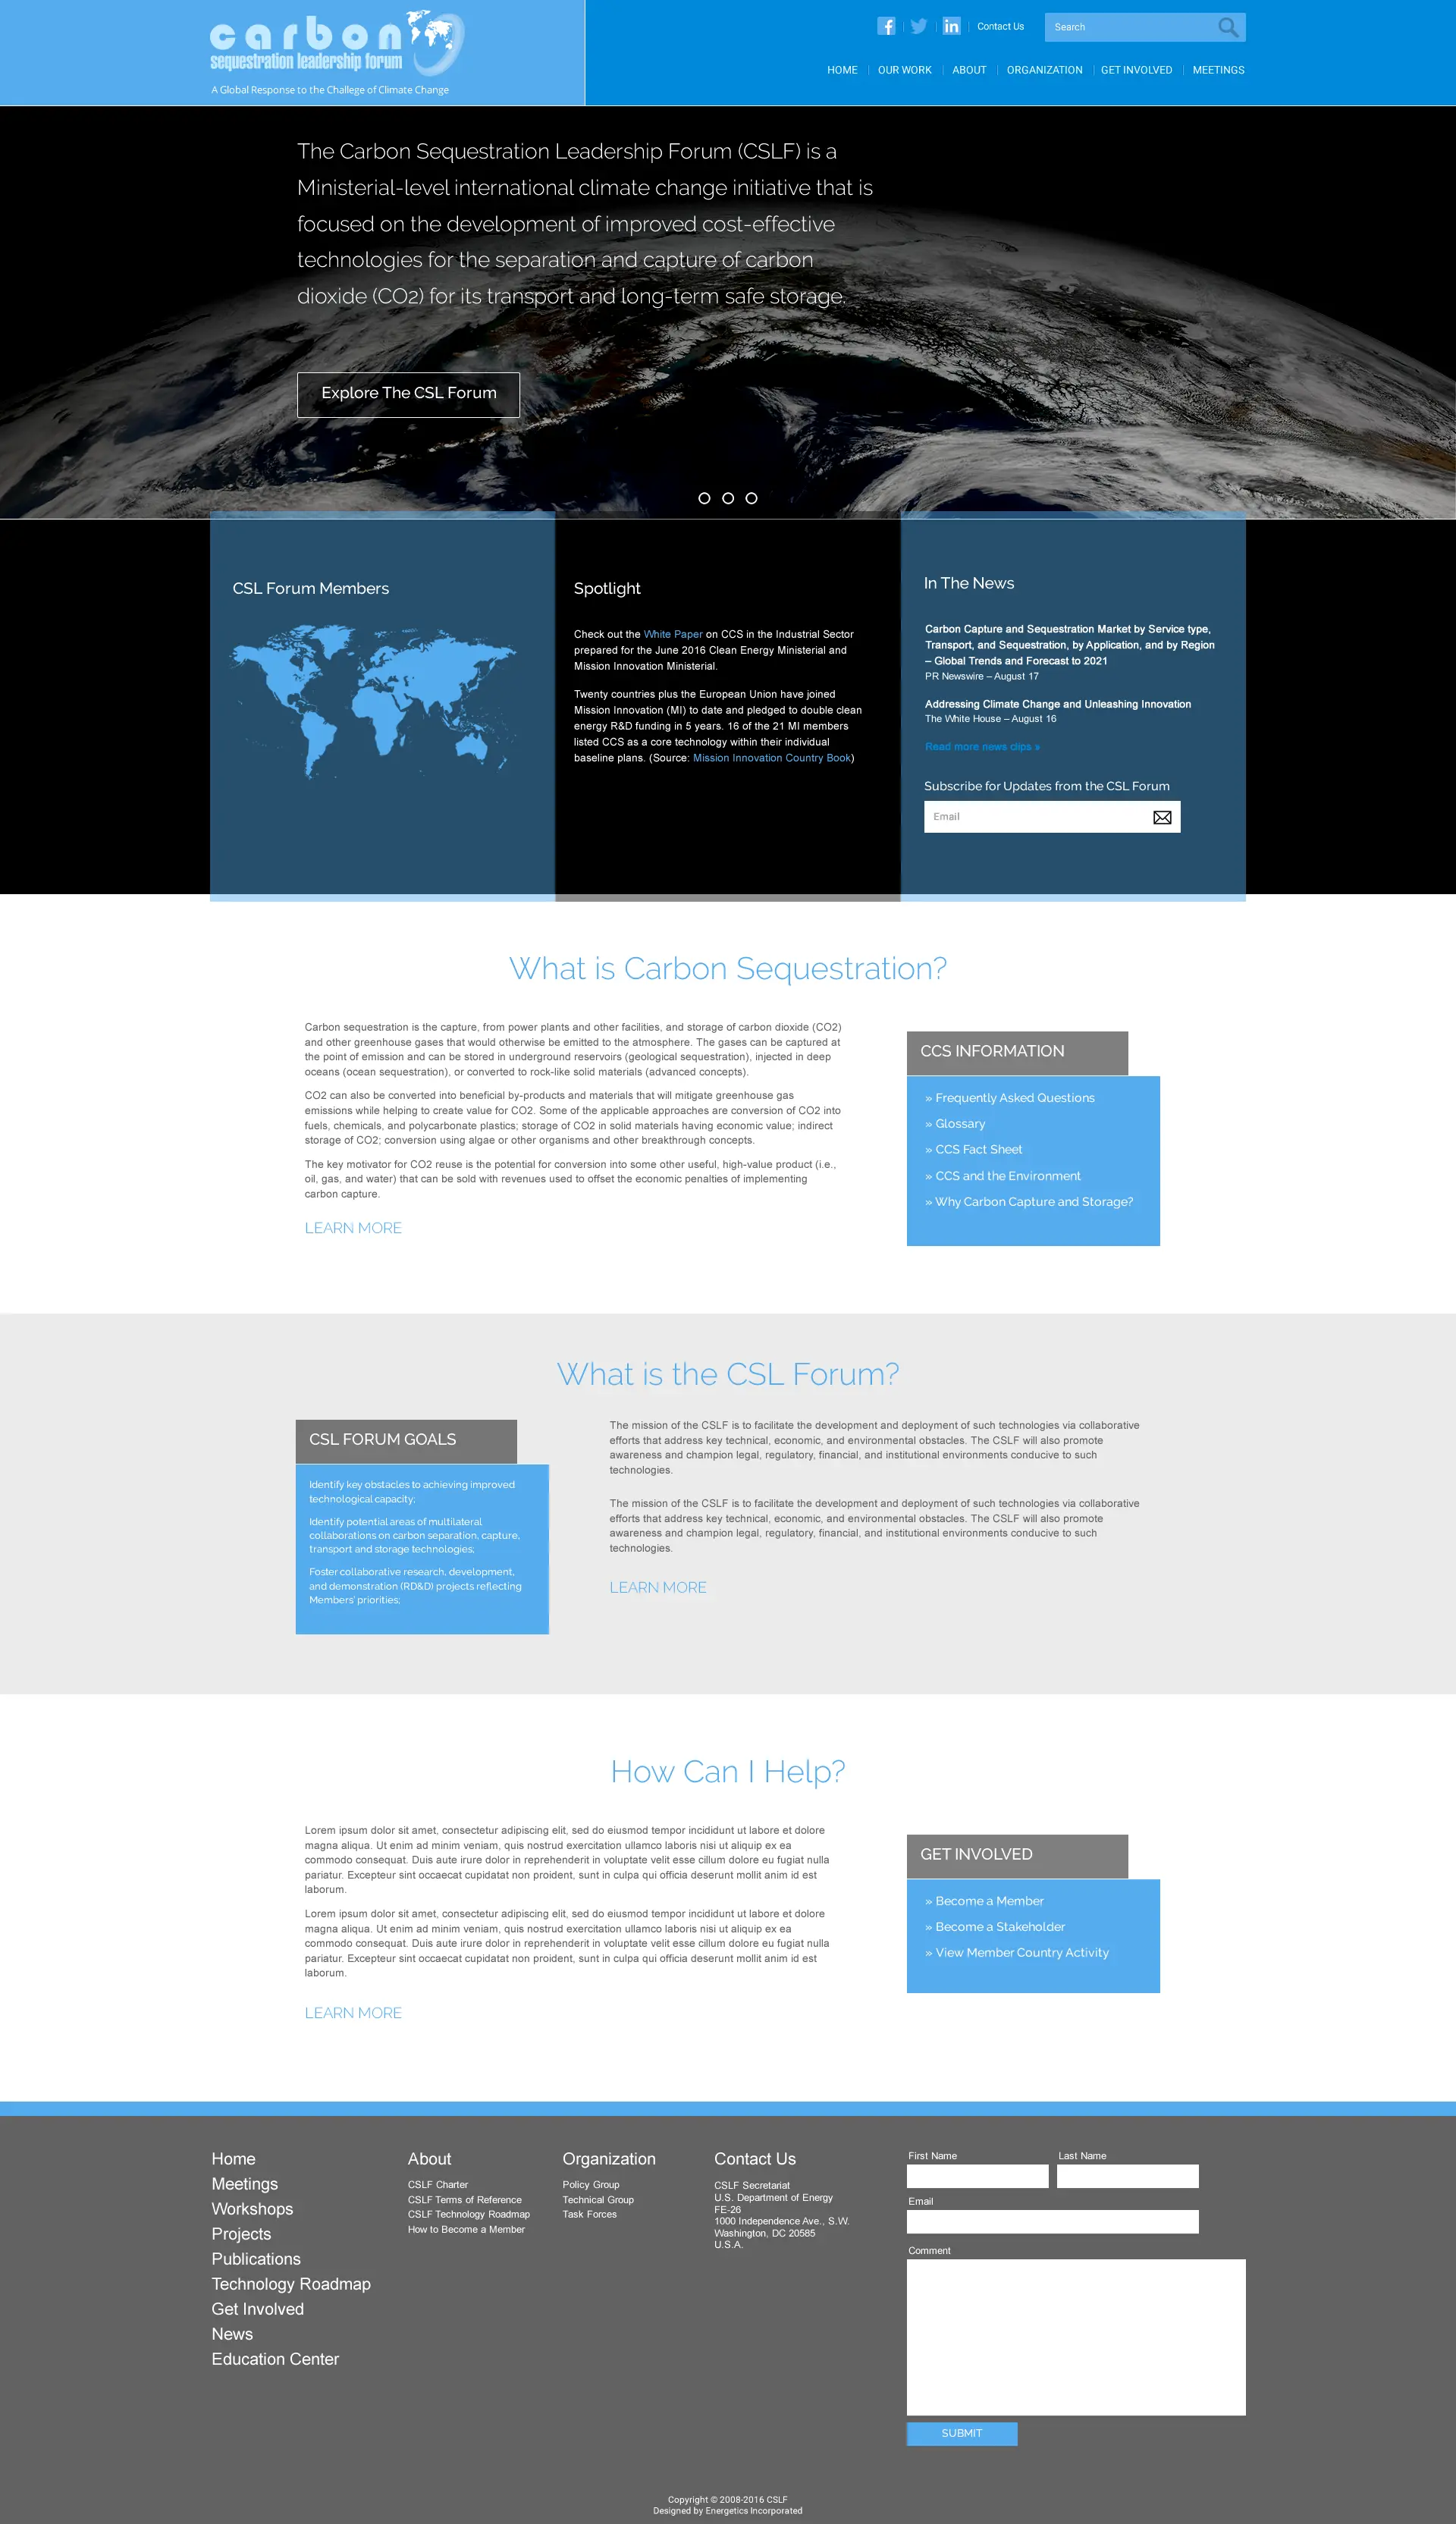 carbon
sequestration leadership forum
A Global Response to the Challege of Climate Change
Contact Us
Search
HOME
OUR WORK
ABOUT
ORGANIZATION
GET INVOLVED
MEETINGS
The Carbon Sequestration Leadership Forum (CSLF) is a
Ministerial-level international climate change initiative that is
focused on the development of improved cost-effective
technologies for the separation and capture of carbon
dioxide (CO2) for its transport and long-term safe storage.
Explore The CSL Forum
CSL Forum Members
Spotlight
Check out the White Paper on CCS in the Industrial Sector
prepared for the June 2016 Clean Energy Ministerial and
Mission Innovation Ministerial.
Twenty countries plus the European Union have joined
Mission Innovation (MI) to date and pledged to double clean
energy R&D funding in 5 years. 16 of the 21 MI members
listed CCS as a core technology within their individual
baseline plans. (Source: Mission Innovation Country Book)
In The News
Carbon Capture and Sequestration Market by Service type,
Transport, and Sequestration, by Application, and by Region
– Global Trends and Forecast to 2021
PR Newswire – August 17
Addressing Climate Change and Unleashing Innovation
The White House – August 16
Read more news clips »
Subscribe for Updates from the CSL Forum
Email
What is Carbon Sequestration?
Carbon sequestration is the capture, from power plants and other facilities, and storage of carbon dioxide (CO2)
and other greenhouse gases that would otherwise be emitted to the atmosphere. The gases can be captured at
the point of emission and can be stored in underground reservoirs (geological sequestration), injected in deep
oceans (ocean sequestration), or converted to rock-like solid materials (advanced concepts).
CO2 can also be converted into beneficial by-products and materials that will mitigate greenhouse gas
emissions while helping to create value for CO2. Some of the applicable approaches are conversion of CO2 into
fuels, chemicals, and polycarbonate plastics; storage of CO2 in solid materials having economic value; indirect
storage of CO2; conversion using algae or other organisms and other breakthrough concepts.
The key motivator for CO2 reuse is the potential for conversion into some other useful, high-value product (i.e.,
oil, gas, and water) that can be sold with revenues used to offset the economic penalties of implementing
carbon capture.
LEARN MORE
CCS INFORMATION
» Frequently Asked Questions
» Glossary
» CCS Fact Sheet
» CCS and the Environment
» Why Carbon Capture and Storage?
What is the CSL Forum?
CSL FORUM GOALS
Identify key obstacles to achieving improved
technological capacity;
Identify potential areas of multilateral
collaborations on carbon separation, capture,
transport and storage technologies;
Foster collaborative research, development,
and demonstration (RD&D) projects reflecting
Members' priorities;
The mission of the CSLF is to facilitate the development and deployment of such technologies via collaborative
efforts that address key technical, economic, and environmental obstacles. The CSLF will also promote
awareness and champion legal, regulatory, financial, and institutional environments conducive to such
technologies.
The mission of the CSLF is to facilitate the development and deployment of such technologies via collaborative
efforts that address key technical, economic, and environmental obstacles. The CSLF will also promote
awareness and champion legal, regulatory, financial, and institutional environments conducive to such
technologies.
LEARN MORE
How Can I Help?
Lorem ipsum dolor sit amet, consectetur adipiscing elit, sed do eiusmod tempor incididunt ut labore et dolore
magna aliqua. Ut enim ad minim veniam, quis nostrud exercitation ullamco laboris nisi ut aliquip ex ea
commodo consequat. Duis aute irure dolor in reprehenderit in voluptate velit esse cillum dolore eu fugiat nulla
pariatur. Excepteur sint occaecat cupidatat non proident, sunt in culpa qui officia deserunt mollit anim id est
laborum.
Lorem ipsum dolor sit amet, consectetur adipiscing elit, sed do eiusmod tempor incididunt ut labore et dolore
magna aliqua. Ut enim ad minim veniam, quis nostrud exercitation ullamco laboris nisi ut aliquip ex ea
commodo consequat. Duis aute irure dolor in reprehenderit in voluptate velit esse cillum dolore eu fugiat nulla
pariatur. Excepteur sint occaecat cupidatat non proident, sunt in culpa qui officia deserunt mollit anim id est
laborum.
LEARN MORE
GET INVOLVED
» Become a Member
» Become a Stakeholder
» View Member Country Activity
Home
Meetings
Workshops
Projects
Publications
Technology Roadmap
Get Involved
News
Education Center
About
CSLF Charter
CSLF Terms of Reference
CSLF Technology Roadmap
How to Become a Member
Organization
Policy Group
Technical Group
Task Forces
Contact Us
CSLF Secretariat
U.S. Department of Energy
FE-26
1000 Independence Ave., S.W.
Washington, DC 20585
U.S.A.
First Name
Last Name
Email
Comment
SUBMIT
Copyright © 2008-2016 CSLF
Designed by Energetics Incorporated